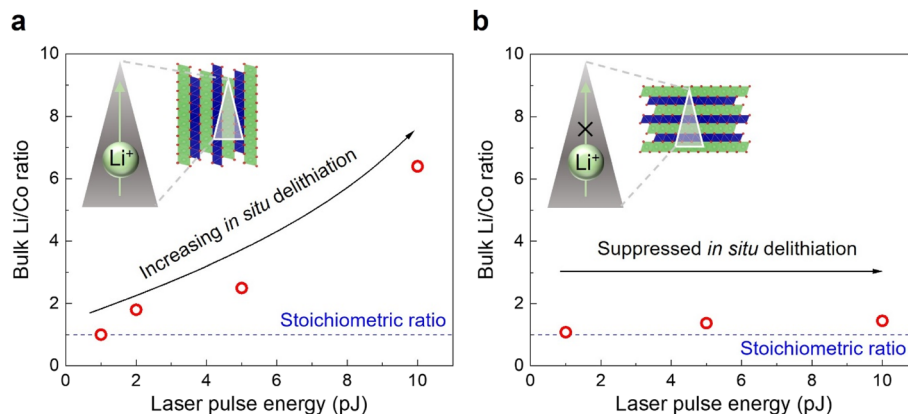 a
10
8
6
4
2
0
Bulk Li/Co ratio
Li+
Increasing in situ delithiation
Stoichiometric ratio
0 2 4 6 8 10
Laser pulse energy (pJ)
b
10
8
6
4
2
0
Bulk Li/Co ratio
Li+
Suppressed in situ delithiation
Stoichiometric ratio
0 2 4 6 8 10
Laser pulse energy (pJ)